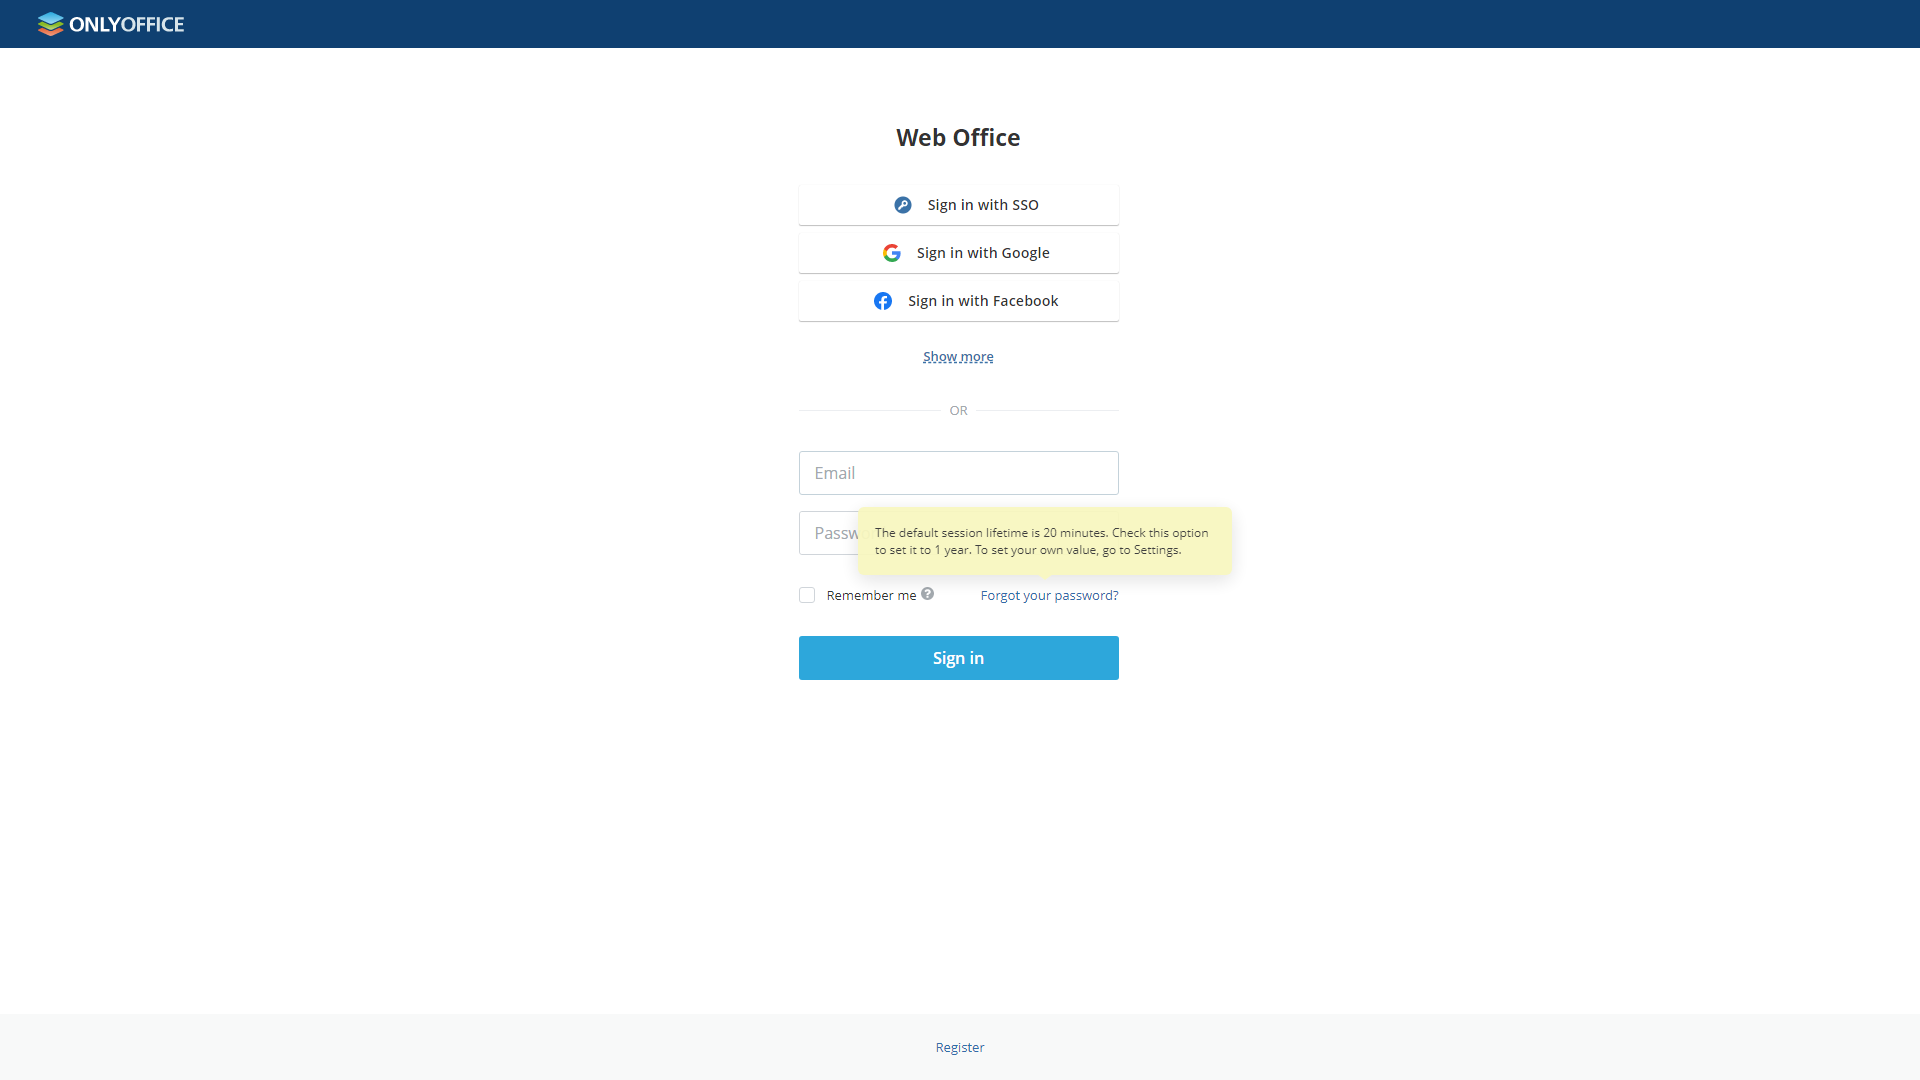 ONLYOFFICE
Web Office
Sign in with SSO
Sign in with Google
Sign in with Facebook
Show more
OR
Email
Passw
The default session lifetime is 20 minutes. Check this option
to set it to 1 year. To set your own value, go to Settings.
Remember me ?
Forgot your password?
Sign in
Register